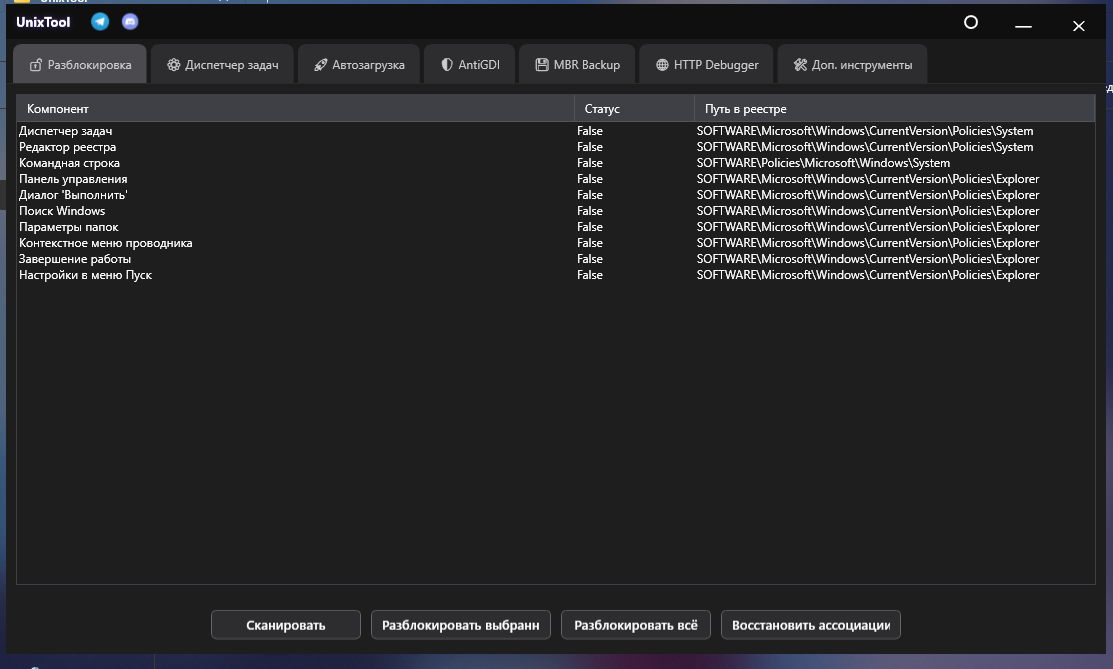 UnixTool
Разблокировка
Диспетчер задач
Автозагрузка
AntiGDI
MBR Backup
HTTP Debugger
Доп. инструменты
Компонент Статус Путь в реестре
Диспетчер задач False SOFTWARE\Microsoft\Windows\CurrentVersion\Policies\System
Редактор реестра False SOFTWARE\Microsoft\Windows\CurrentVersion\Policies\System
Командная строка False SOFTWARE\Policies\Microsoft\Windows\System
Панель управления False SOFTWARE\Microsoft\Windows\CurrentVersion\Policies\Explorer
Диалог 'Выполнить' False SOFTWARE\Microsoft\Windows\CurrentVersion\Policies\Explorer
Поиск Windows False SOFTWARE\Microsoft\Windows\CurrentVersion\Policies\Explorer
Параметры папок False SOFTWARE\Microsoft\Windows\CurrentVersion\Policies\Explorer
Контекстное меню проводника False SOFTWARE\Microsoft\Windows\CurrentVersion\Policies\Explorer
Завершение работы False SOFTWARE\Microsoft\Windows\CurrentVersion\Policies\Explorer
Настройки в меню Пуск False SOFTWARE\Microsoft\Windows\CurrentVersion\Policies\Explorer
Сканировать
Разблокировать выбранн
Разблокировать всё
Восстановить ассоциации